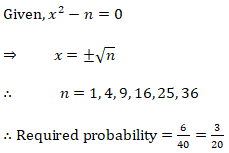 Given, x² − n = 0
⇒ x = ±√n
∴ n = 1, 4, 9, 16, 25, 36
∴ Required probability = 6/40 = 3/20